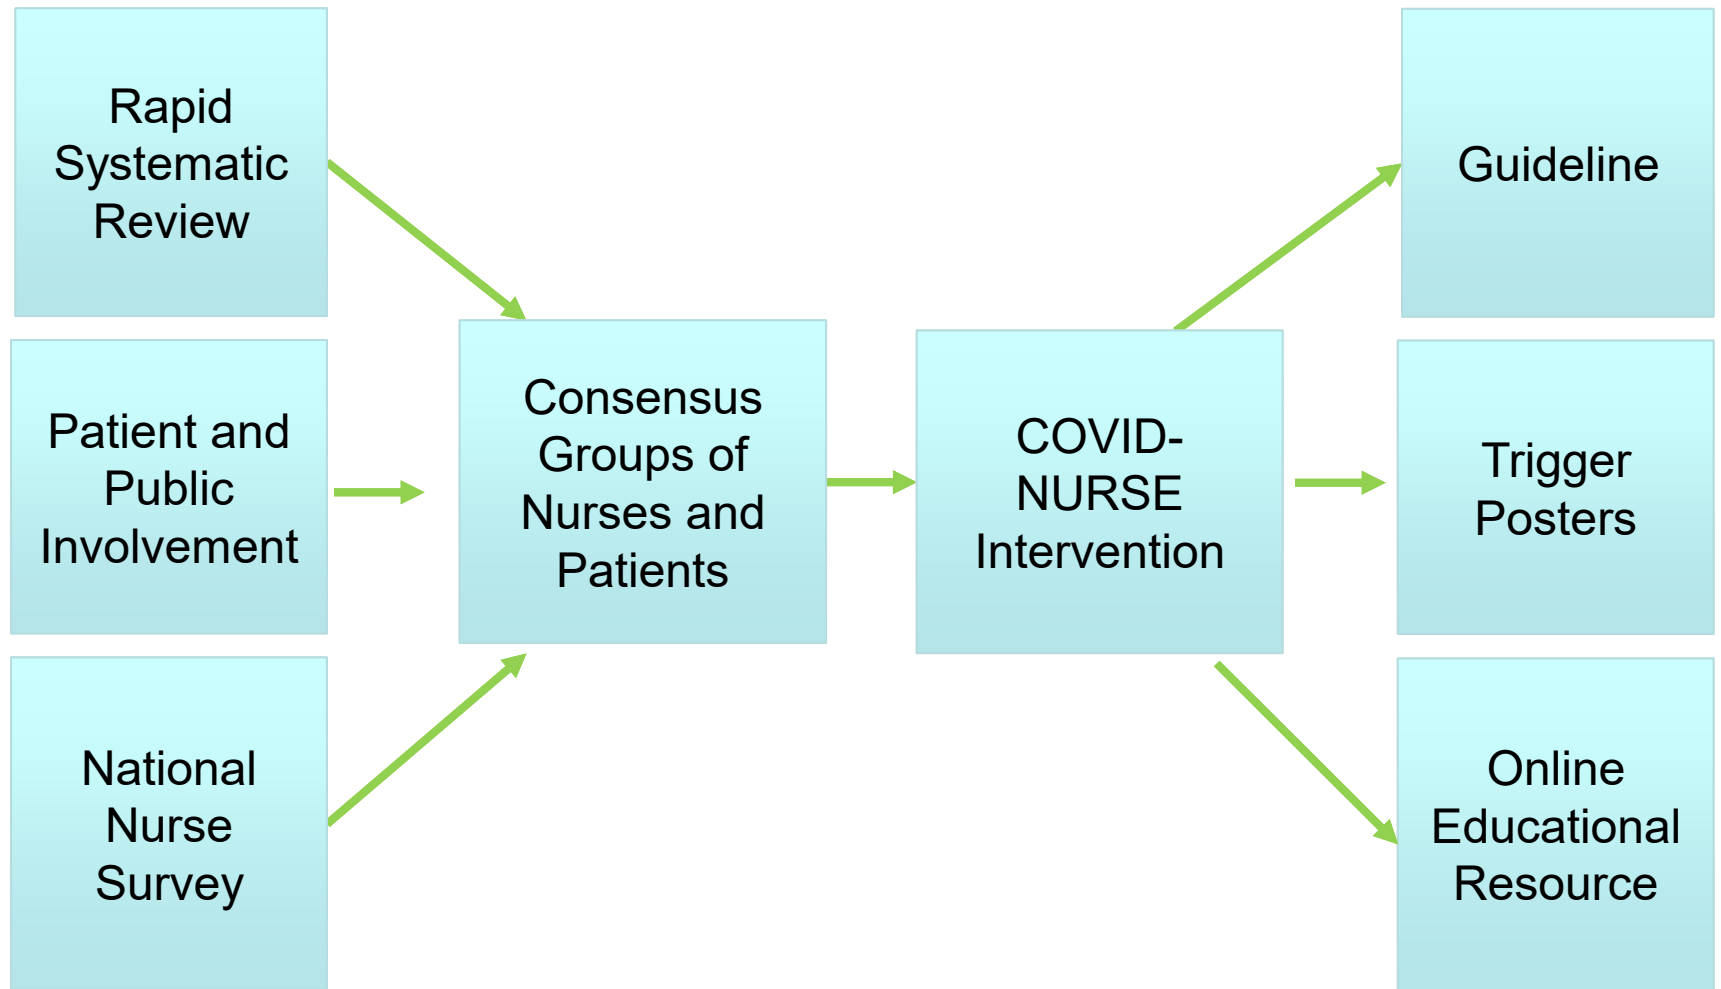 Rapid
Systematic
Review
Patient and
Public
Involvement
National
Nurse
Survey
Consensus
Groups of
Nurses and
Patients
COVID-
NURSE
Intervention
Guideline
Trigger
Posters
Online
Educational
Resource